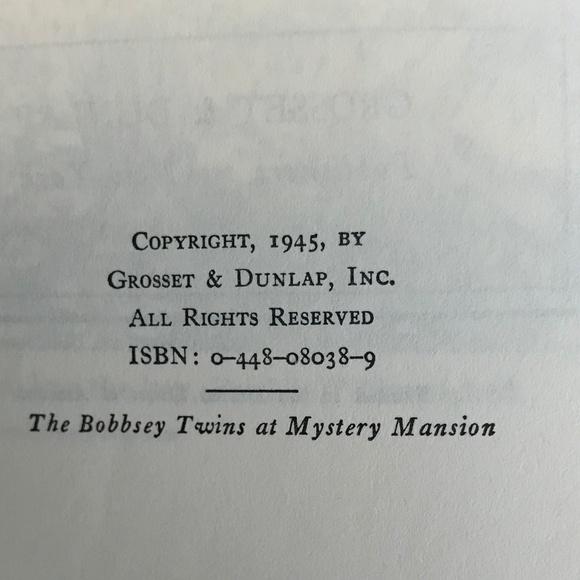 Copyright, 1945, by
Grosset & Dunlap, Inc.
All Rights Reserved
ISBN: 0-448-08038-9
The Bobbsey Twins at Mystery Mansion